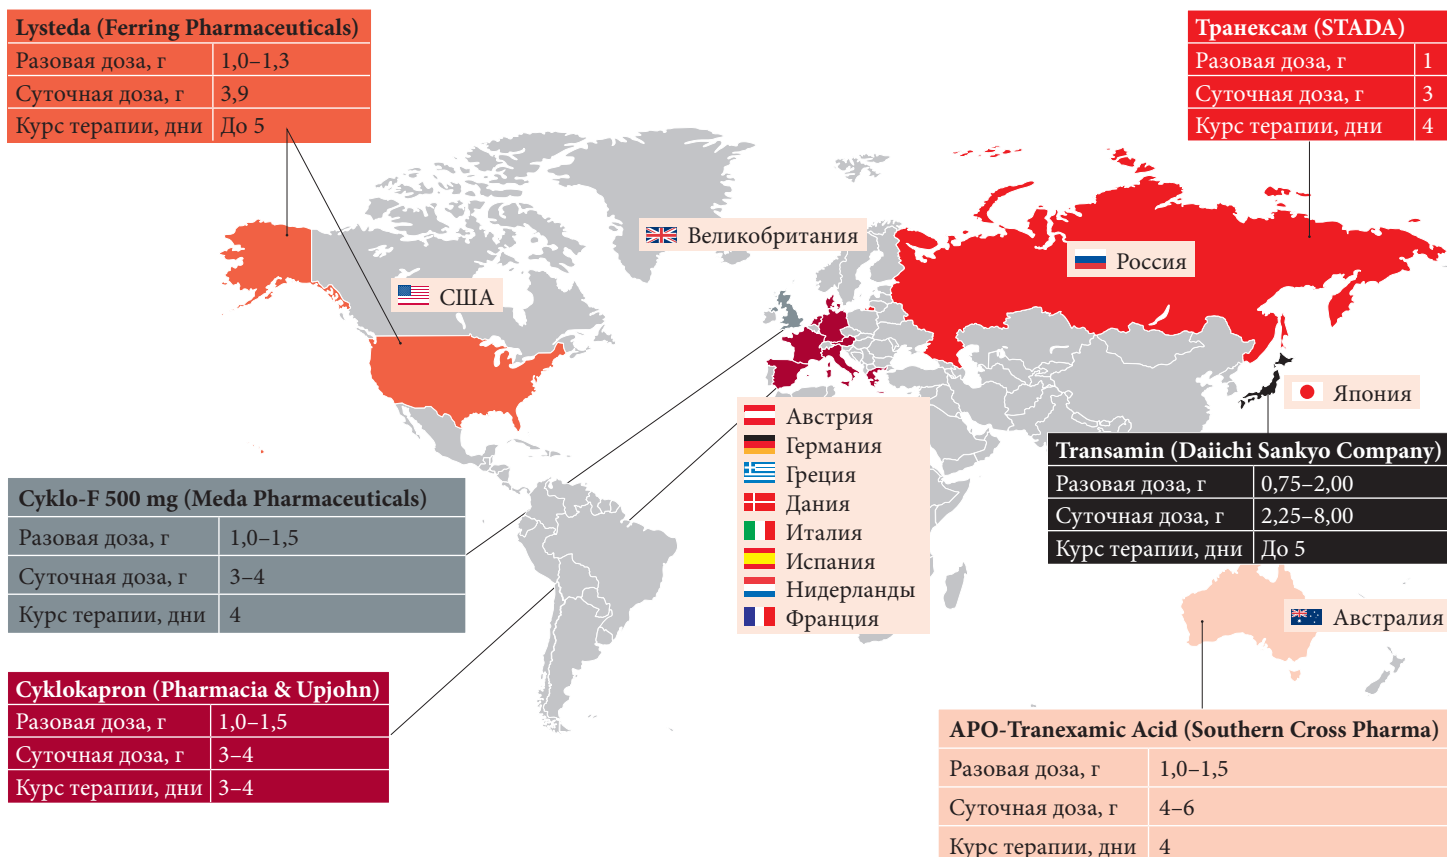 Lysteda (Ferring Pharmaceuticals)
Разовая доза, г 1,0–1,3
Суточная доза, г 3,9
Курс терапии, дни До 5
Транексам (STADA)
Разовая доза, г 1
Суточная доза, г 3
Курс терапии, дни 4
Великобритания
Россия
США
Япония
Австрия
Германия
Греция
Дания
Италия
Испания
Нидерланды
Франция
Transamin (Daiichi Sankyo Company)
Разовая доза, г 0,75–2,00
Суточная доза, г 2,25–8,00
Курс терапии, дни До 5
Cyklo-F 500 mg (Meda Pharmaceuticals)
Разовая доза, г 1,0–1,5
Суточная доза, г 3–4
Курс терапии, дни 4
Австралия
Cyklokapron (Pharmacia & Upjohn)
Разовая доза, г 1,0–1,5
Суточная доза, г 3–4
Курс терапии, дни 3–4
APO-Tranexamic Acid (Southern Cross Pharma)
Разовая доза, г 1,0–1,5
Суточная доза, г 4–6
Курс терапии, дни 4